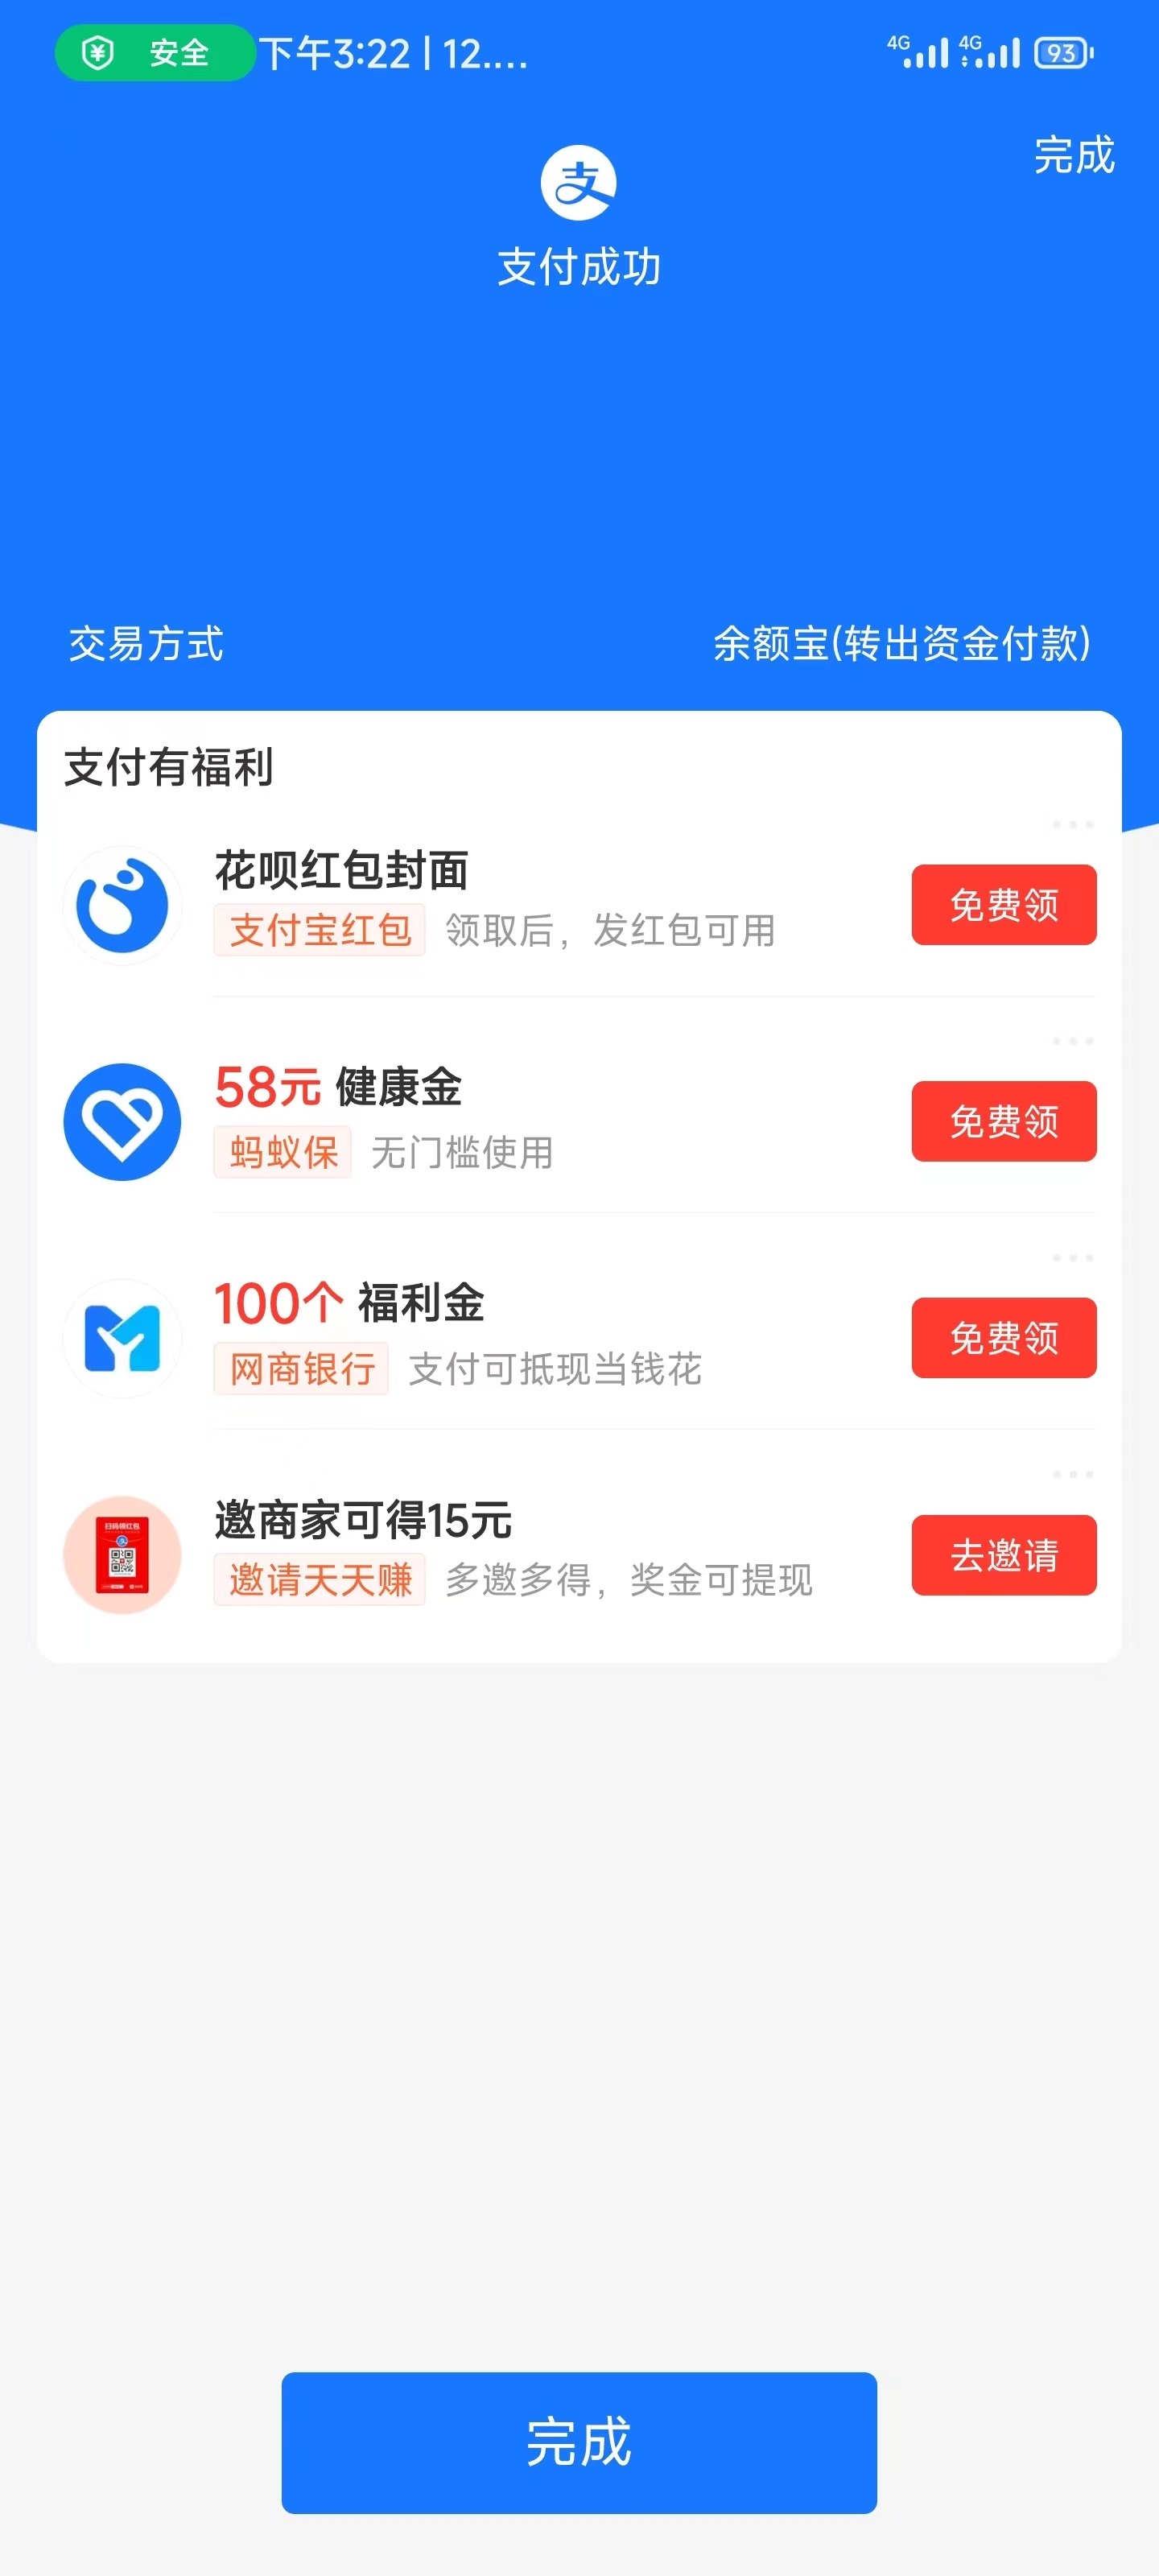 安全 下午3:22 | 12....
4G 4G 93
完成
支
支付成功
交易方式 余额宝(转出资金付款)
支付有福利
花呗红包封面
支付宝红包 领取后，发红包可用
免费领
58元 健康金
蚂蚁保 无门槛使用
免费领
100个 福利金
网商银行 支付可抵现当钱花
免费领
扫码领红包
邀商家可得15元
邀请天天赚 多邀多得，奖金可提现
去邀请
完成